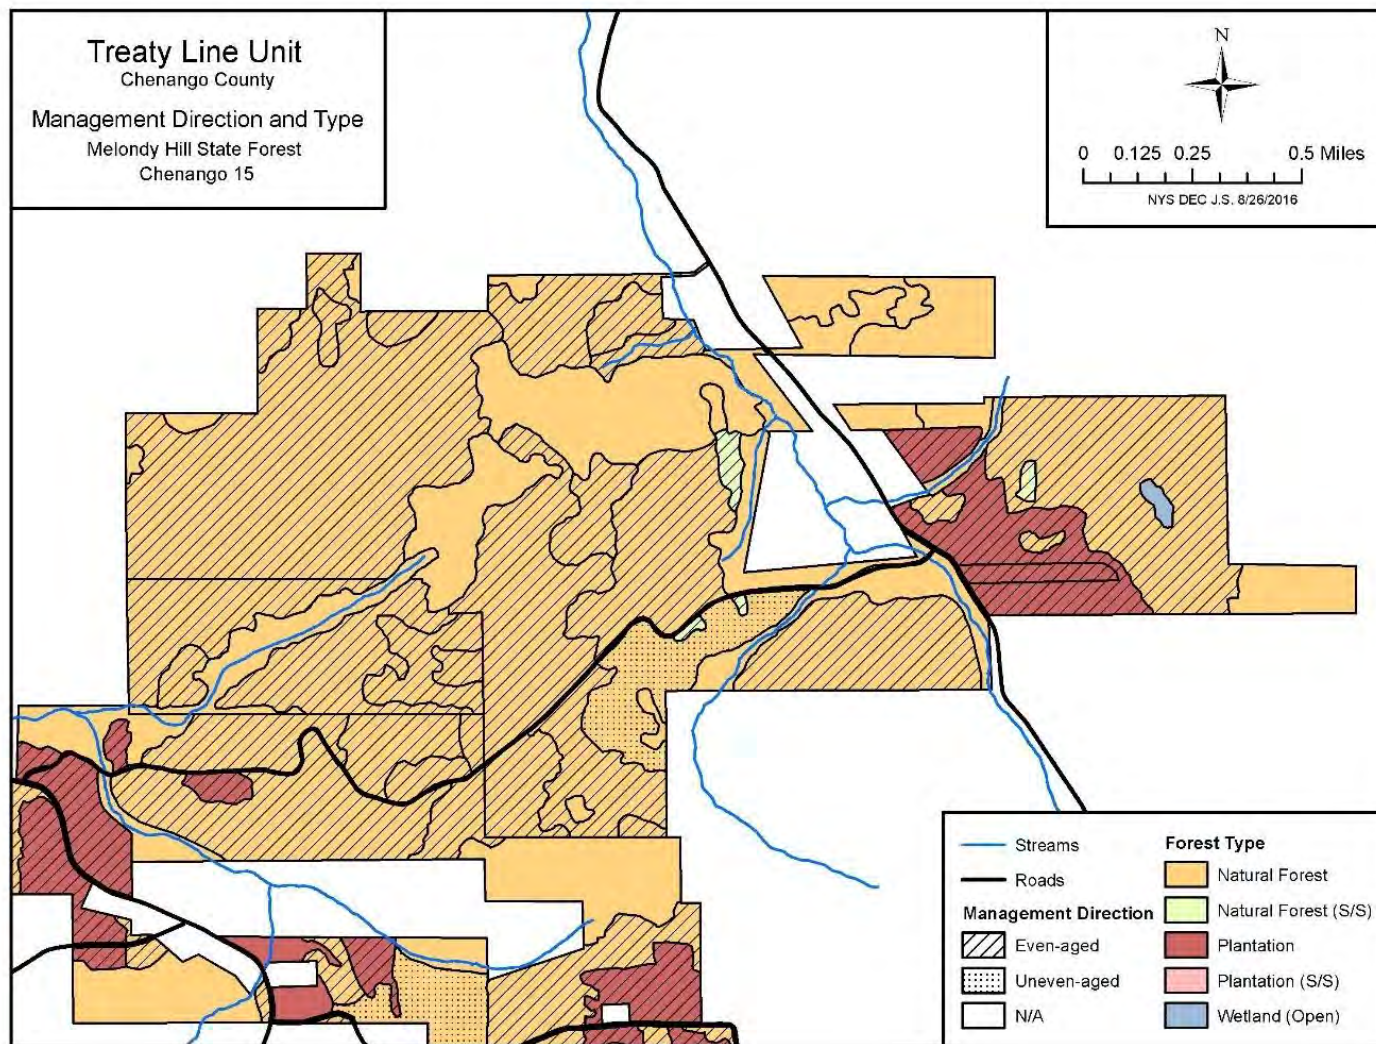 Treaty Line Unit
Chenango County
Management Direction and Type
Melondy Hill State Forest
Chenango 15
N
0 0.125 0.25 0.5 Miles
NYS DEC J.S. 8/26/2016
Streams
Roads
Management Direction
Even-aged
Uneven-aged
N/A
Forest Type
Natural Forest
Natural Forest (S/S)
Plantation
Plantation (S/S)
Wetland (Open)